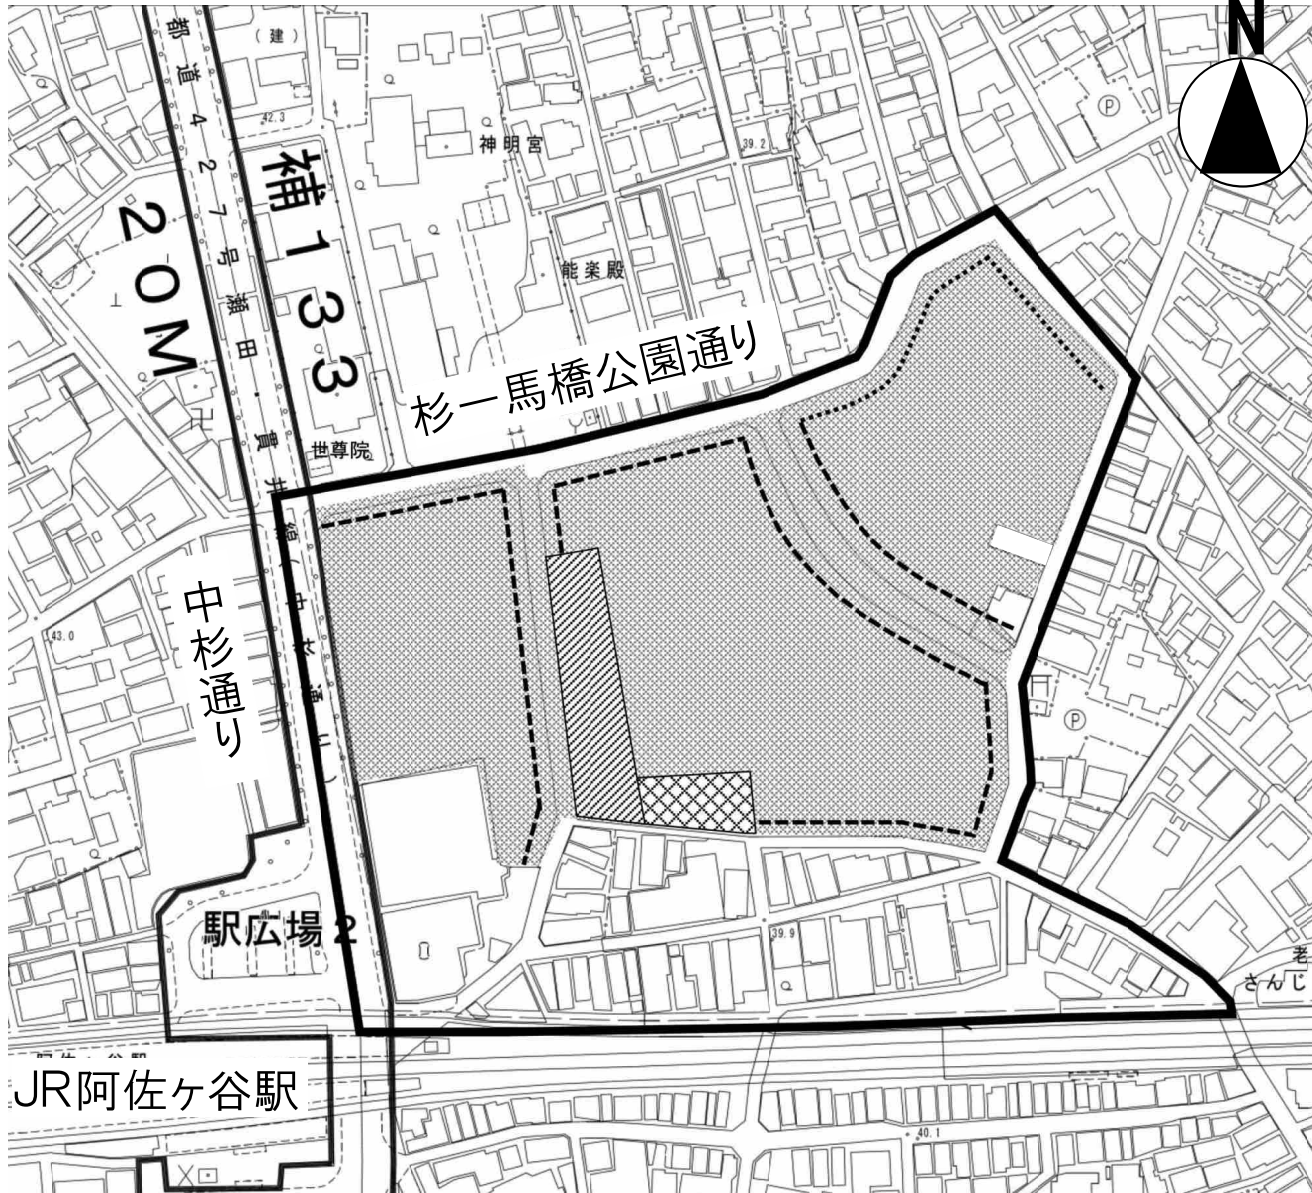 N
都道427号瀬田・貫井線(中杉通り)
(建)
42.3
補133
20M
神明宮
39.2
P
能楽殿
杉一馬橋公園通り
世尊院
中杉通り
43.0
P
駅広場2
39.9
老
さんじ
JR阿佐ヶ谷駅
40.1